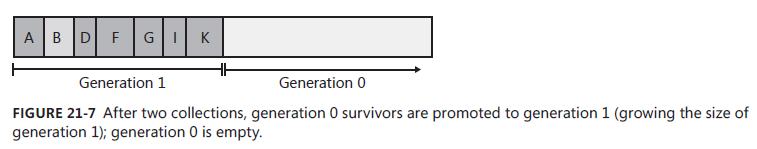 A B D F G I K
Generation 1 Generation 0
FIGURE 21-7 After two collections, generation 0 survivors are promoted to generation 1 (growing the size of
generation 1); generation 0 is empty.